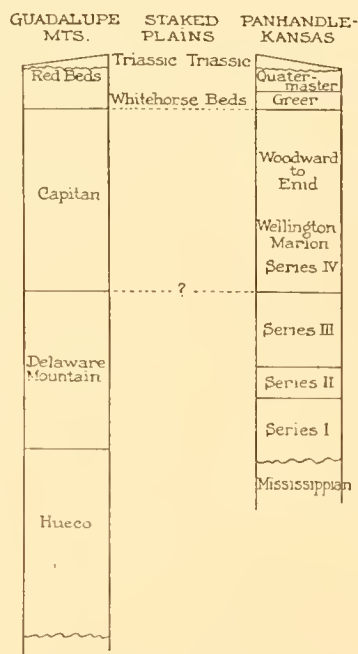 GUADALUPE MTS.
STAKED PLAINS
PANHANDLE-KANSAS
Triassic Triassic
Red Beds
Quater-
master
Whitehorse Beds
Greer
Capitan
Woodward
to
Enid
Wellington
Marion
Series IV
?
Delaware
Mountain
Series III
Series II
Series I
Mississippian
Hueco